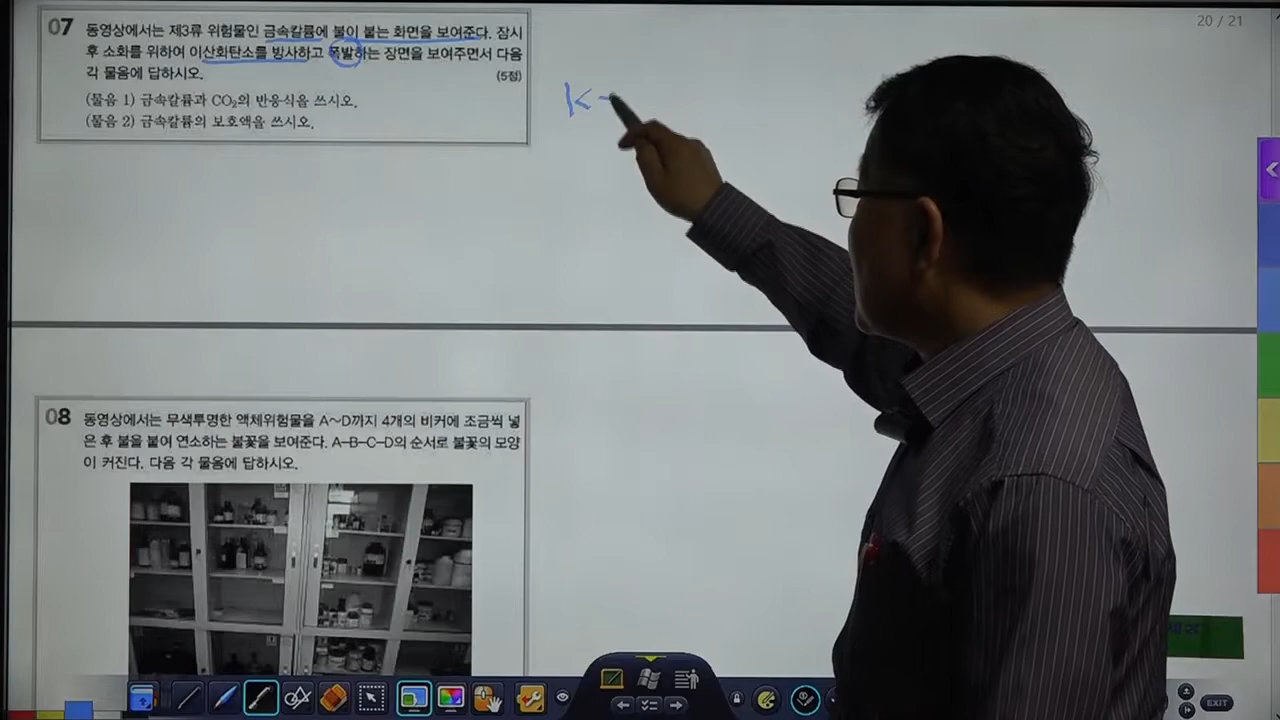 20 / 21
07 동영상에서는 제3류 위험물인 금속칼륨에 불이 붙는 화면을 보여준다. 잠시
후 소화를 위하여 이산화탄소를 방사하고 폭발하는 장면을 보여주면서 다음
각 물음에 답하시오. (5점)
(물음 1) 금속칼륨과 CO₂의 반응식을 쓰시오.
(물음 2) 금속칼륨의 보호액을 쓰시오.
K
08 동영상에서는 무색투명한 액체위험물을 A~D까지 4개의 비커에 조금씩 넣
은 후 불을 붙여 연소하는 불꽃을 보여준다. A-B-C-D의 순서로 불꽃의 모양
이 커진다. 다음 각 물음에 답하시오.
EXIT